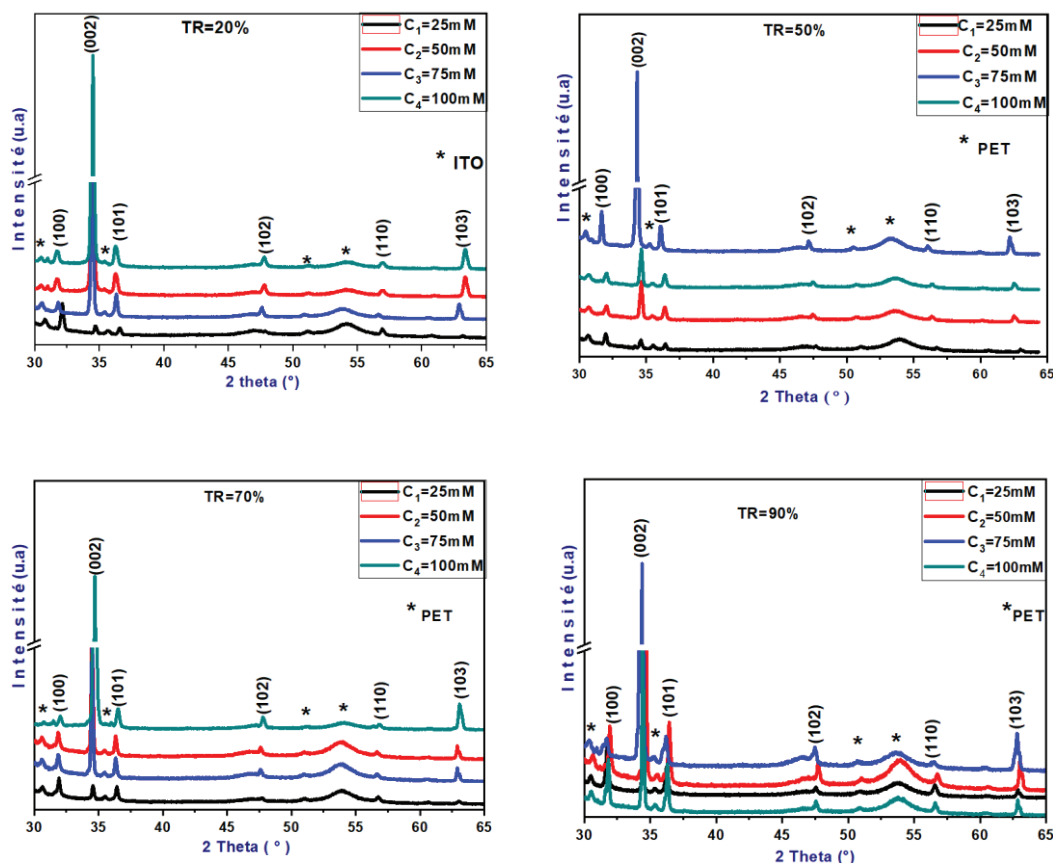 TR=20%
C₁=25mM
C₂=50mM
C₃=75mM
C₄=100mM
* ITO
(002)
* (100)
* (101)
(102)
*
*
(110)
(103)
Intensité(u.a)
30 35 40 45 50 55 60 65
2 theta (°)
TR=50%
C₁=25mM
C₂=50mM
C₃=75mM
C₄=100mM
* PET
(002)
* (100)
* (101)
(102)
*
*
(110)
(103)
Intensité(u.a)
30 35 40 45 50 55 60 65
2 Theta (°)
TR=70%
C₁=25mM
C₂=50mM
C₃=75mM
C₄=100mM
* PET
(002)
* (100)
* (101)
(102)
*
*
(110)
(103)
Intensité(u.a)
30 35 40 45 50 55 60 65
2 Theta (°)
TR=90%
C₁=25mM
C₂=50mM
C₃=75mM
C₄=100mM
*PET
(002)
* (100)
* (101)
(102)
*
*
(110)
(103)
Intensité(u.a)
30 35 40 45 50 55 60 65
2 Theta (°)